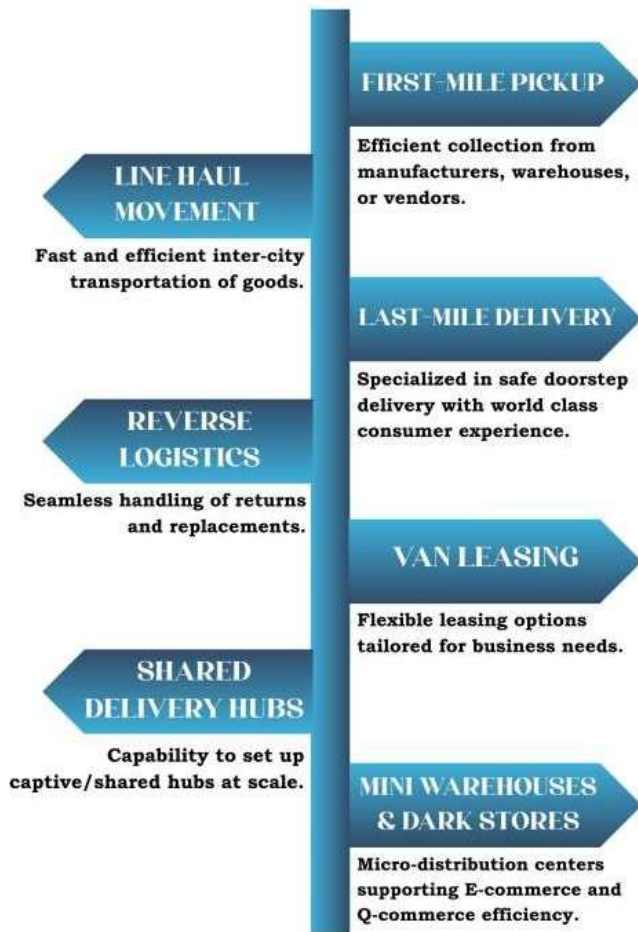 FIRST-MILE PICKUP
Efficient collection from
manufacturers, warehouses,
or vendors.
LINE HAUL
MOVEMENT
Fast and efficient inter-city
transportation of goods.
LAST-MILE DELIVERY
Specialized in safe doorstep
delivery with world class
consumer experience.
REVERSE
LOGISTICS
Seamless handling of returns
and replacements.
VAN LEASING
Flexible leasing options
tailored for business needs.
SHARED
DELIVERY HUBS
Capability to set up
captive/shared hubs at scale.
MINI WAREHOUSES
& DARK STORES
Micro-distribution centers
supporting E-commerce and
Q-commerce efficiency.